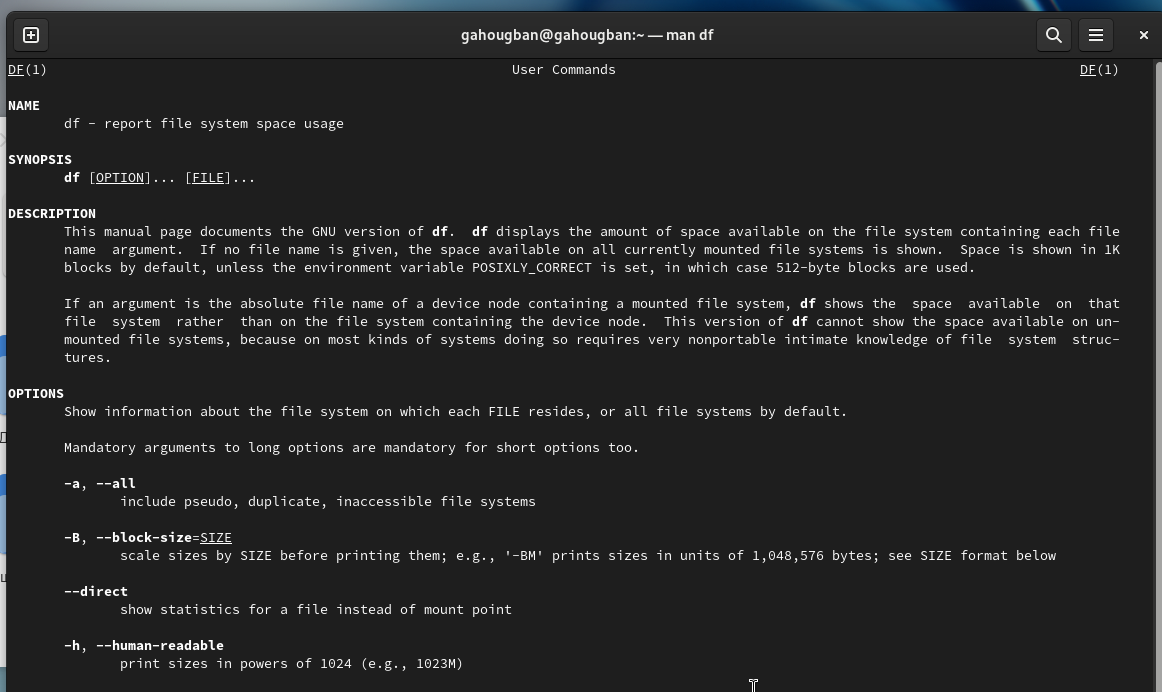 gahougban@gahougban:~ — man df
DF(1) User Commands DF(1)
NAME
df - report file system space usage
SYNOPSIS
df [OPTION]... [FILE]...
DESCRIPTION
This manual page documents the GNU version of df.  df displays the amount of space available on the file system containing each file
name  argument.  If no file name is given, the space available on all currently mounted file systems is shown.  Space is shown in 1K
blocks by default, unless the environment variable POSIXLY_CORRECT is set, in which case 512-byte blocks are used.
If an argument is the absolute file name of a device node containing a mounted file system, df shows the  space  available  on  that
file  system  rather  than on the file system containing the device node.  This version of df cannot show the space available on un-
mounted file systems, because on most kinds of systems doing so requires very nonportable intimate knowledge of file  system  struc-
tures.
OPTIONS
Show information about the file system on which each FILE resides, or all file systems by default.
Mandatory arguments to long options are mandatory for short options too.
-a, --all
include pseudo, duplicate, inaccessible file systems
-B, --block-size=SIZE
scale sizes by SIZE before printing them; e.g., '-BM' prints sizes in units of 1,048,576 bytes; see SIZE format below
--direct
show statistics for a file instead of mount point
-h, --human-readable
print sizes in powers of 1024 (e.g., 1023M)